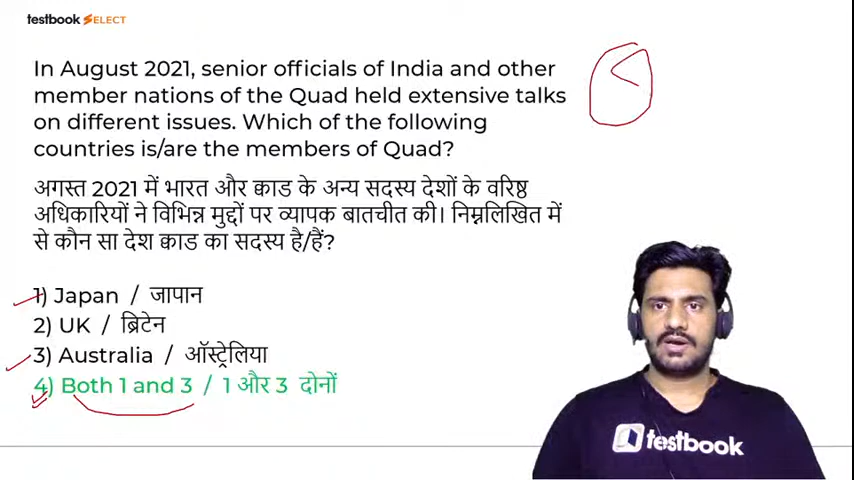 testbook SELECT
In August 2021, senior officials of India and other
member nations of the Quad held extensive talks
on different issues. Which of the following
countries is/are the members of Quad?
अगस्त 2021 में भारत और क्वाड के अन्य सदस्य देशों के वरिष्ठ
अधिकारियों ने विभिन्न मुद्दों पर व्यापक बातचीत की। निम्नलिखित में
से कौन सा देश क्वाड का सदस्य है/हैं?
1) Japan / जापान
2) UK / ब्रिटेन
3) Australia / ऑस्ट्रेलिया
4) Both 1 and 3 / 1 और 3 दोनों
testbook